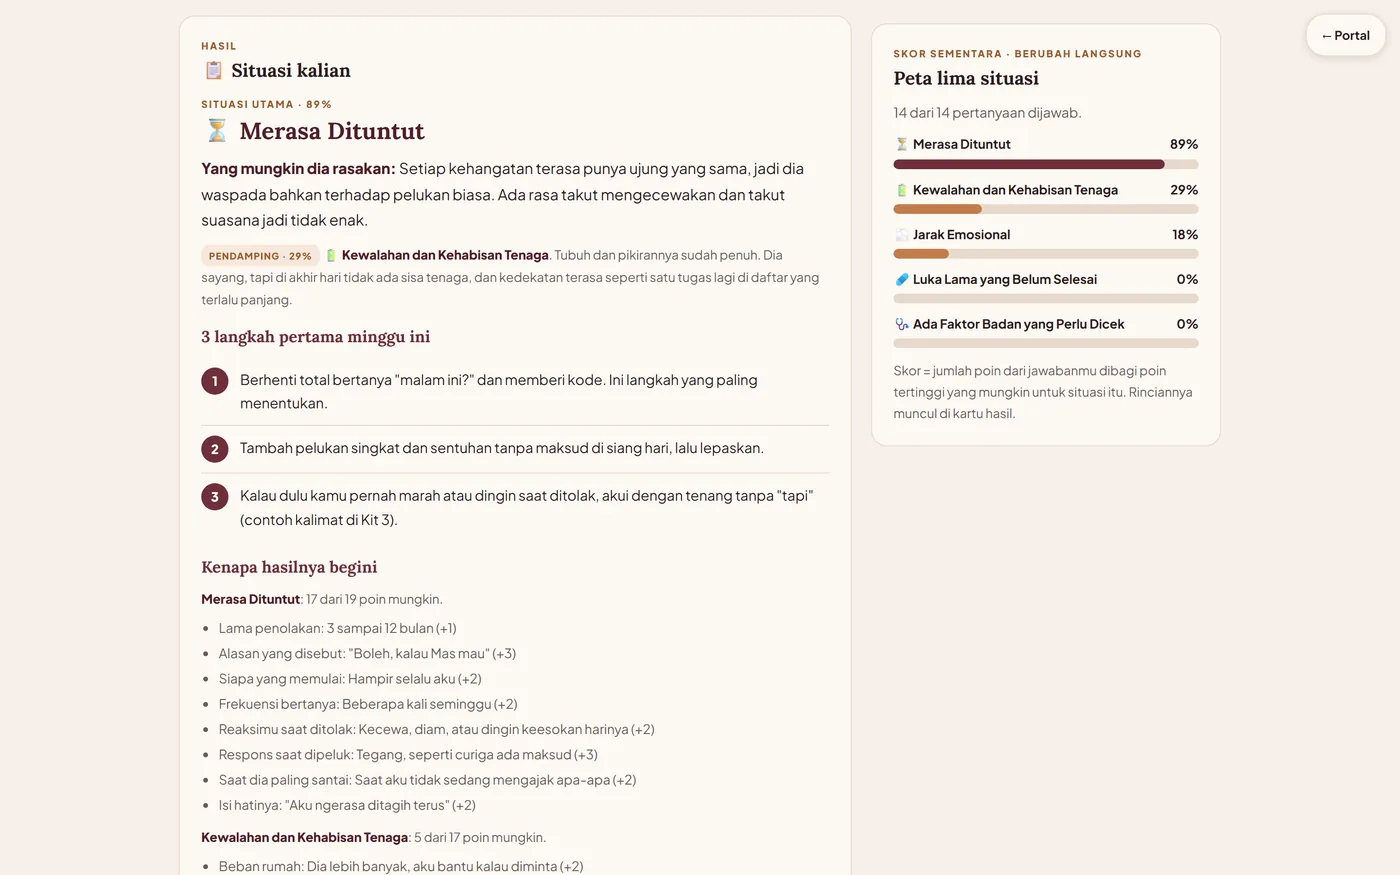 HASIL
Situasi kalian
SITUASI UTAMA · 89%
Merasa Dituntut
Yang mungkin dia rasakan: Setiap kehangatan terasa punya ujung yang sama, jadi dia
waspada bahkan terhadap pelukan biasa. Ada rasa takut mengecewakan dan takut
suasana jadi tidak enak.
PENDAMPING · 29% Kewalahan dan Kehabisan Tenaga. Tubuh dan pikirannya sudah penuh. Dia
sayang, tapi di akhir hari tidak ada sisa tenaga, dan kedekatan terasa seperti satu tugas lagi di daftar yang
terlalu panjang.
3 langkah pertama minggu ini
1 Berhenti total bertanya "malam ini?" dan memberi kode. Ini langkah yang paling
menentukan.
2 Tambah pelukan singkat dan sentuhan tanpa maksud di siang hari, lalu lepaskan.
3 Kalau dulu kamu pernah marah atau dingin saat ditolak, akui dengan tenang tanpa "tapi"
(contoh kalimat di Kit 3).
Kenapa hasilnya begini
Merasa Dituntut: 17 dari 19 poin mungkin.
• Lama penolakan: 3 sampai 12 bulan (+1)
• Alasan yang disebut: "Boleh, kalau Mas mau" (+3)
• Siapa yang memulai: Hampir selalu aku (+2)
• Frekuensi bertanya: Beberapa kali seminggu (+2)
• Reaksimu saat ditolak: Kecewa, diam, atau dingin keesokan harinya (+2)
• Respons saat dipeluk: Tegang, seperti curiga ada maksud (+3)
• Saat dia paling santai: Saat aku tidak sedang mengajak apa-apa (+2)
• Isi hatinya: "Aku ngerasa ditagih terus" (+2)
Kewalahan dan Kehabisan Tenaga: 5 dari 17 poin mungkin.
• Beban rumah: Dia lebih banyak, aku bantu kalau diminta (+2)
SKOR SEMENTARA · BERUBAH LANGSUNG
Peta lima situasi
14 dari 14 pertanyaan dijawab.
Merasa Dituntut 89%
Kewalahan dan Kehabisan Tenaga 29%
Jarak Emosional 18%
Luka Lama yang Belum Selesai 0%
Ada Faktor Badan yang Perlu Dicek 0%
Skor = jumlah poin dari jawabanmu dibagi poin
tertinggi yang mungkin untuk situasi itu. Rinciannya
muncul di kartu hasil.
← Portal